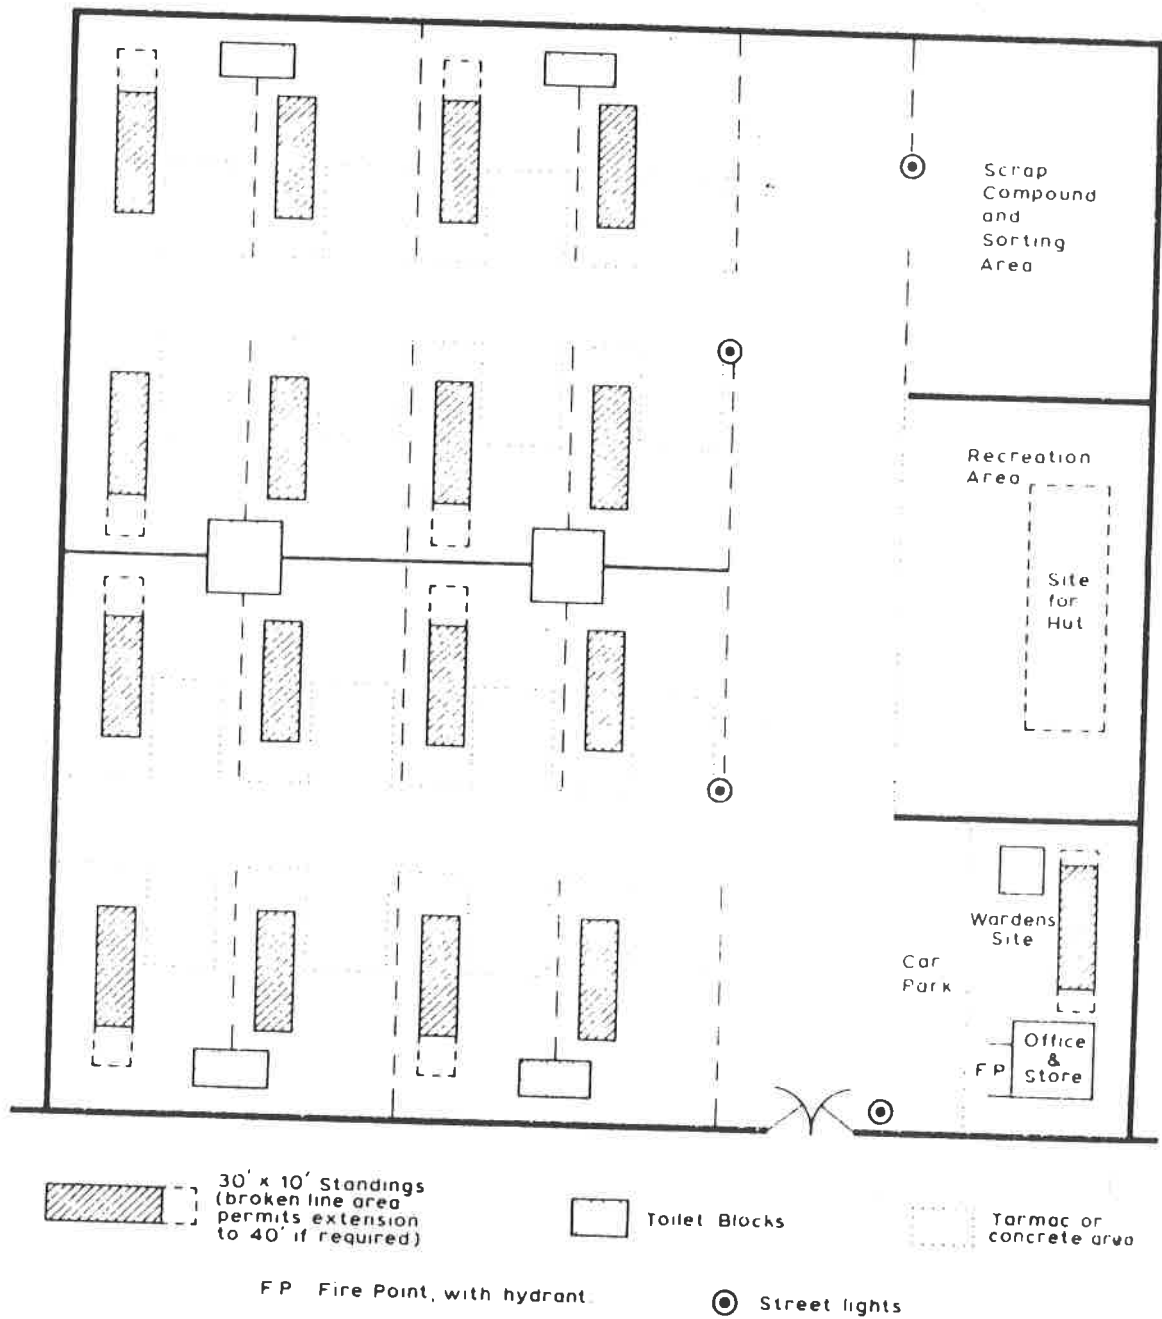 Scrap
Compound
and
Sorting
Area
Recreation
Area
Site
for
Hut
Wardens
Site
Car
Park
Office
&
Store
F P
30' x 10' Standings
(broken line area
permits extension
to 40' if required)
Toilet Blocks
Tarmac or
concrete area
F P Fire Point, with hydrant.
Street lights